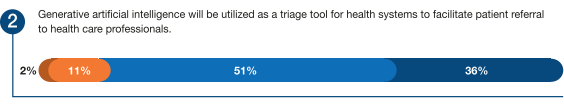 2
Generative artificial intelligence will be utilized as a triage tool for health systems to facilitate patient referral
to health care professionals.
2% 11% 51% 36%